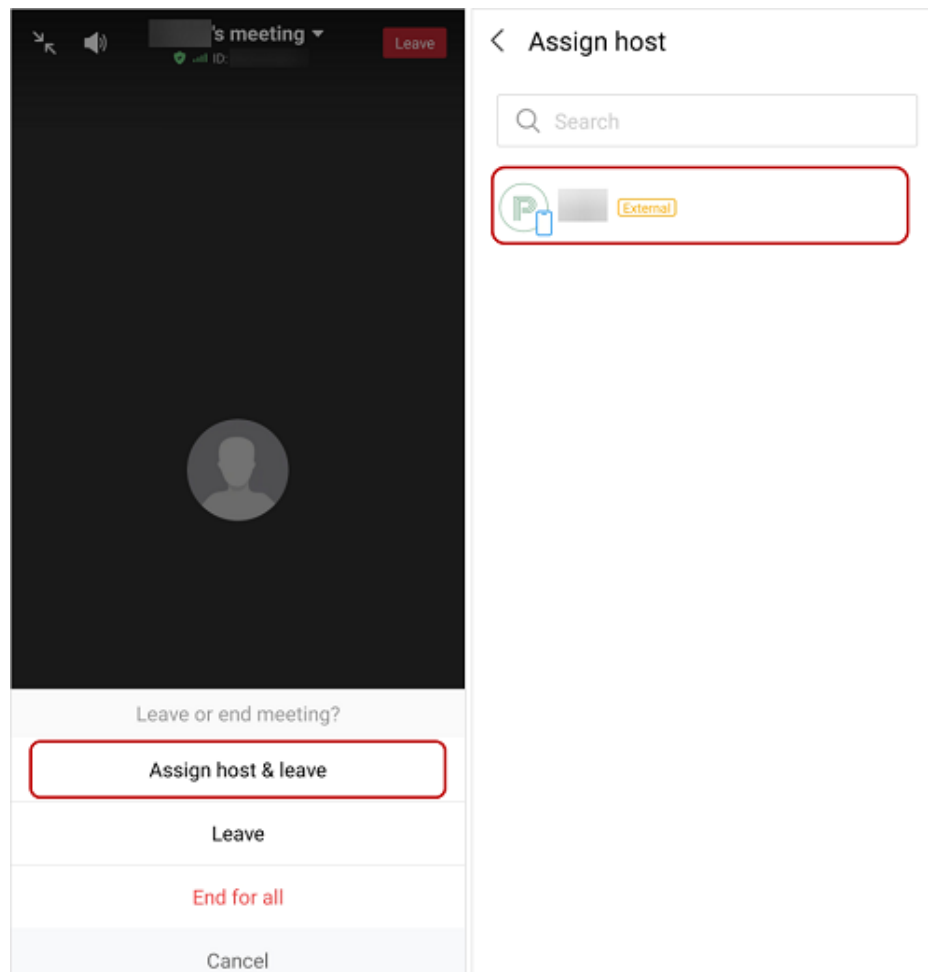 's meeting
Leave
ID:
Leave or end meeting?
Assign host & leave
Leave
End for all
Cancel
Assign host
Search
P
External